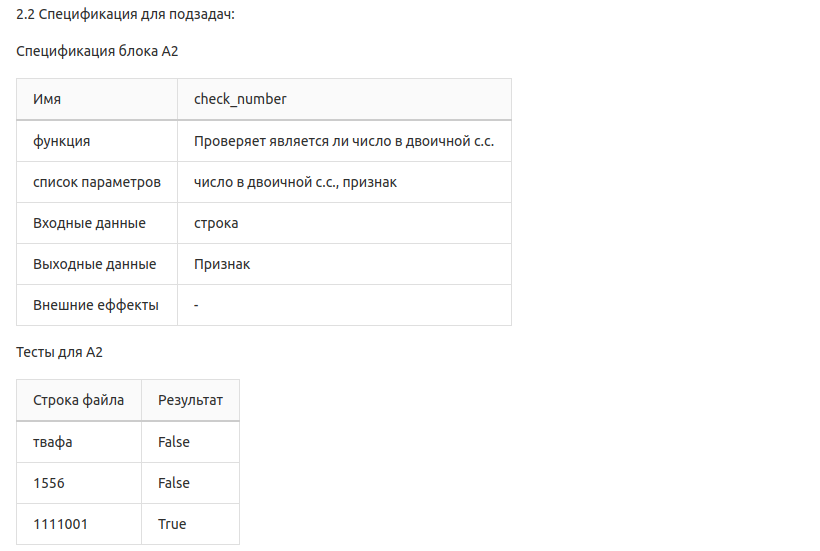 2.2 Спецификация для подзадач:
Спецификация блока А2
Имя check_number
функция Проверяет является ли число в двоичной с.с.
список параметров число в двоичной с.с., признак
Входные данные строка
Выходные данные Признак
Внешние еффекты -
Тесты для А2
Строка файла Результат
твафа False
1556 False
1111001 True